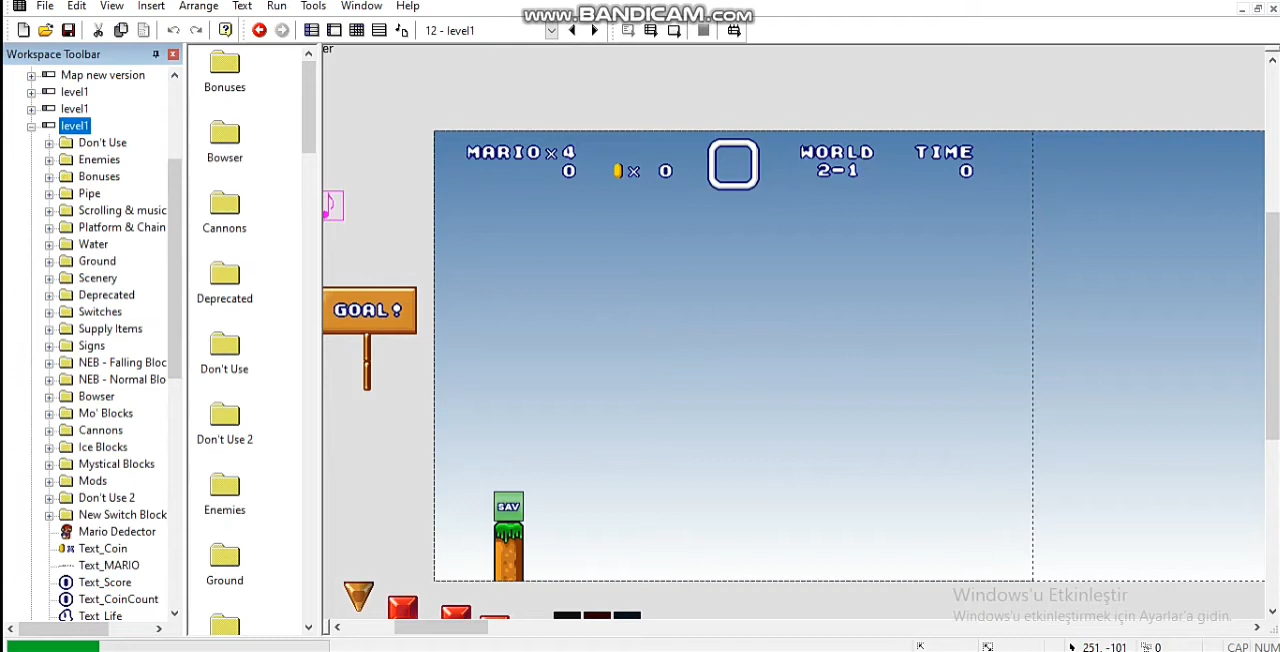 File Edit View Insert Arrange Text Run Tools Window Help
www.BANDICAM.com
12 - level1
Workspace Toolbar
er
Map new version
level1
level1
level1
Don't Use
Enemies
Bonuses
Pipe
Scrolling & music
Platform & Chain
Water
Ground
Scenery
Deprecated
Switches
Supply Items
Signs
NEB - Falling Bloc
NEB - Normal Blo
Bowser
Mo' Blocks
Cannons
Ice Blocks
Mystical Blocks
Mods
Don't Use 2
New Switch Block
Mario Dedector
Text_Coin
Text_MARIO
Text_Score
Text_CoinCount
Text_Life
Bonuses
Bowser
Cannons
Deprecated
Don't Use
Don't Use 2
Enemies
Ground
MARIO × 4
0
× 0
WORLD
2-1
TIME
0
GOAL!
SAV
Windows'u Etkinleştir
Windows'u etkinleştirmek için Ayarlar'a gidin.
251, -101
0
CAP NUM